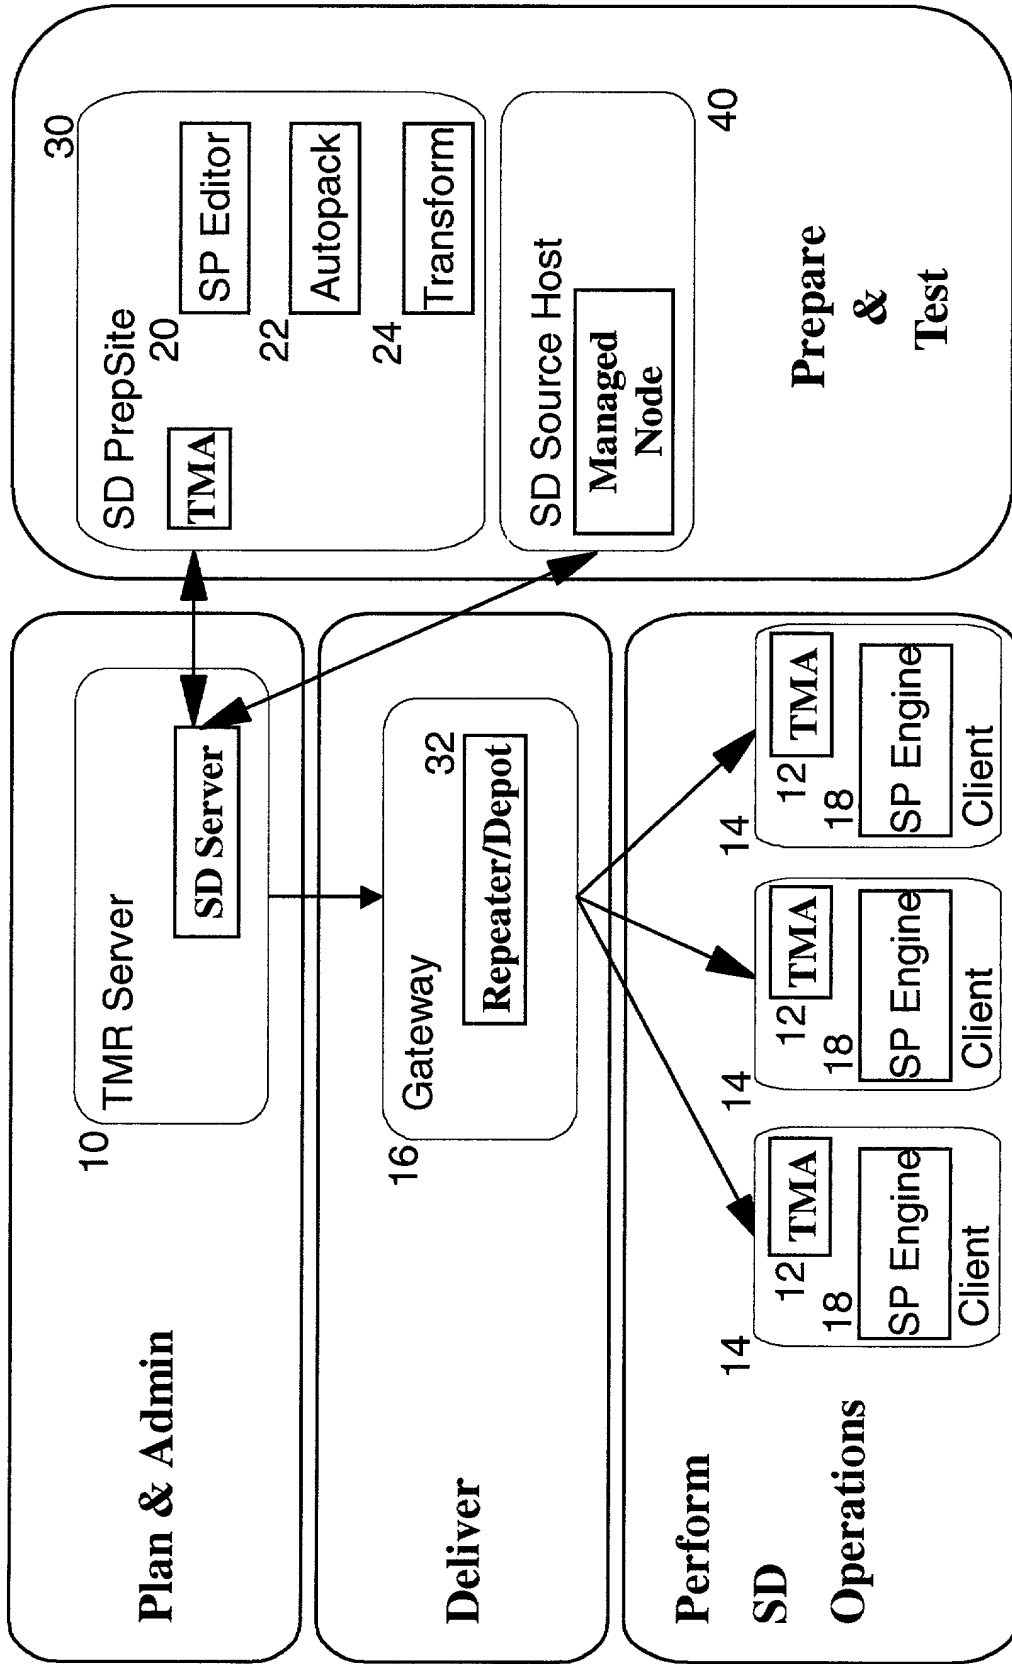 Plan & Admin
10
TMR Server
SD Server
Deliver
16
Gateway
32
Repeater/Depot
Perform
SD
Operations
14
12
TMA
18
SP Engine
Client
14
12
TMA
18
SP Engine
Client
14
12
TMA
18
SP Engine
Client
30
SD PrepSite
TMA
20
SP Editor
22
Autopack
24
Transform
SD Source Host
Managed
Node
40
Prepare
&
Test